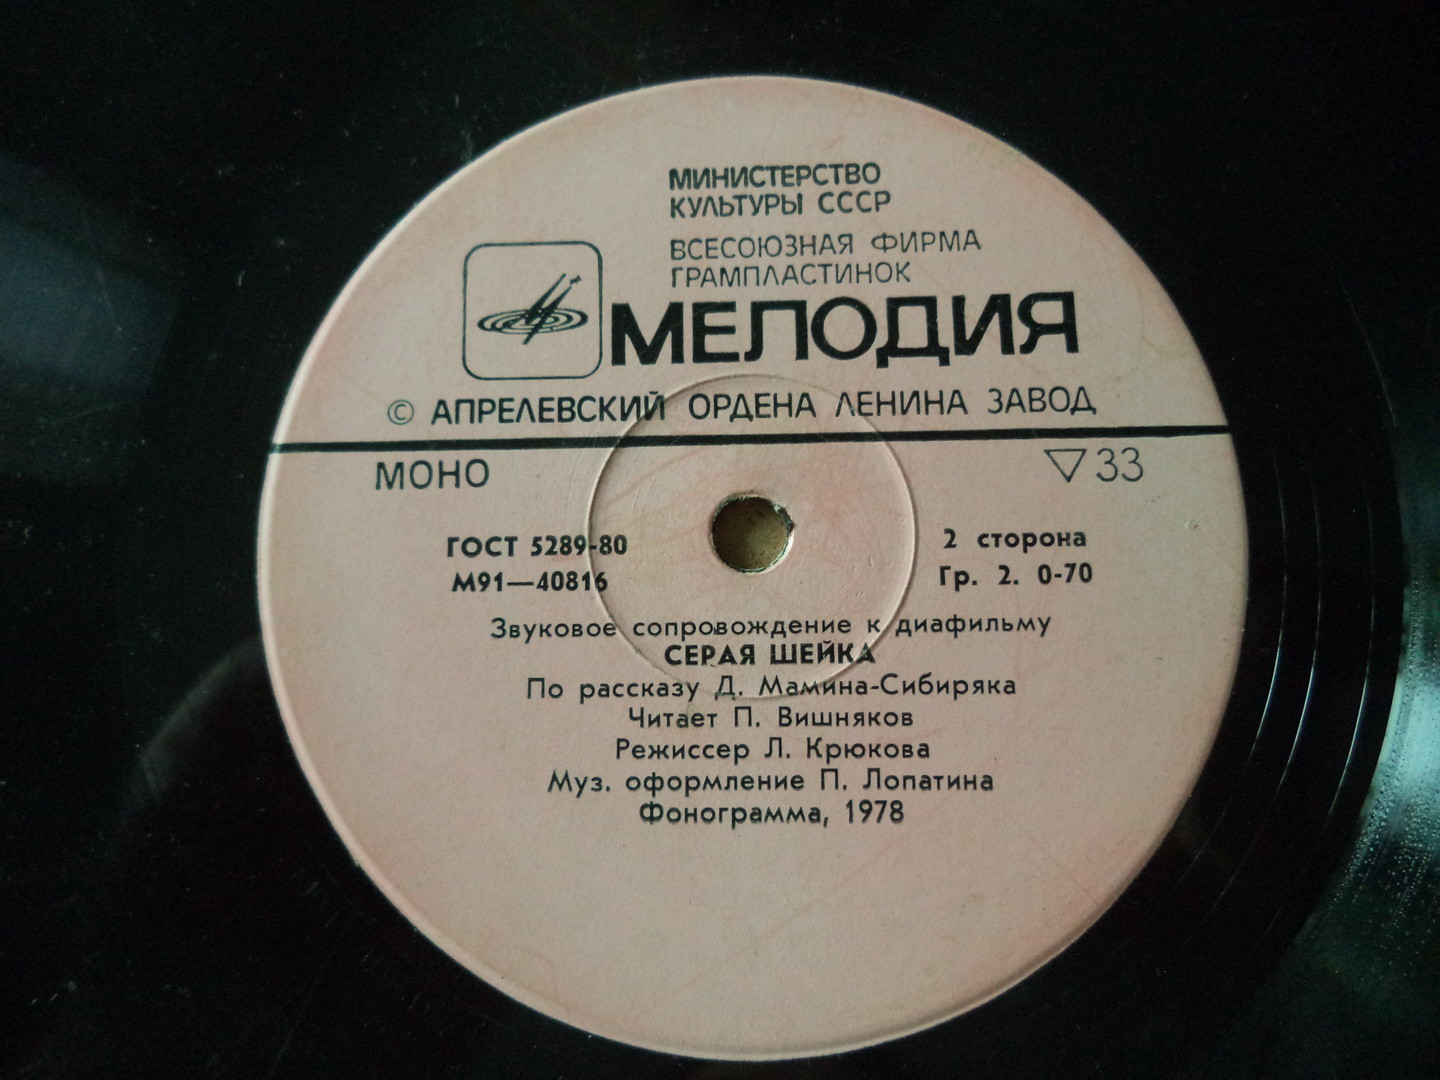 МИНИСТЕРСТВО
КУЛЬТУРЫ СССР
ВСЕСОЮЗНАЯ ФИРМА
ГРАМПЛАСТИНОК
МЕЛОДИЯ
© АПРЕЛЕВСКИЙ ОРДЕНА ЛЕНИНА ЗАВОД
МОНО ▽33
ГОСТ 5289-80 2 сторона
М91—40816 Гр. 2. 0-70
Звуковое сопровождение к диафильму
СЕРАЯ ШЕЙКА
По рассказу Д. Мамина-Сибиряка
Читает П. Вишняков
Режиссер Л. Крюкова
Муз. оформление П. Лопатина
Фонограмма, 1978